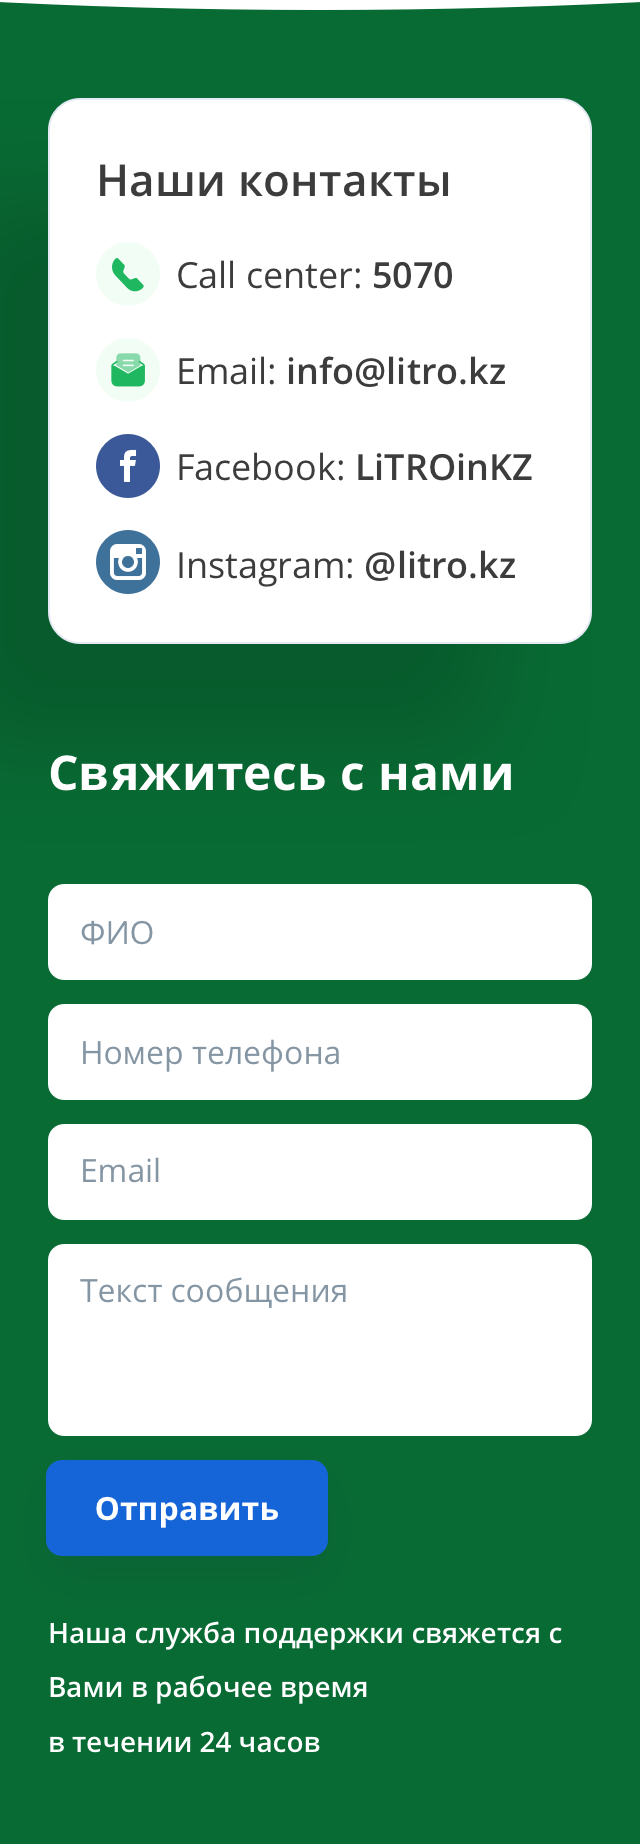 Наши контакты
Call center: 5070
Email: info@litro.kz
Facebook: LiTROinKZ
Instagram: @litro.kz
Свяжитесь с нами
ФИО
Номер телефона
Email
Текст сообщения
Отправить
Наша служба поддержки свяжется с
Вами в рабочее время
в течении 24 часов